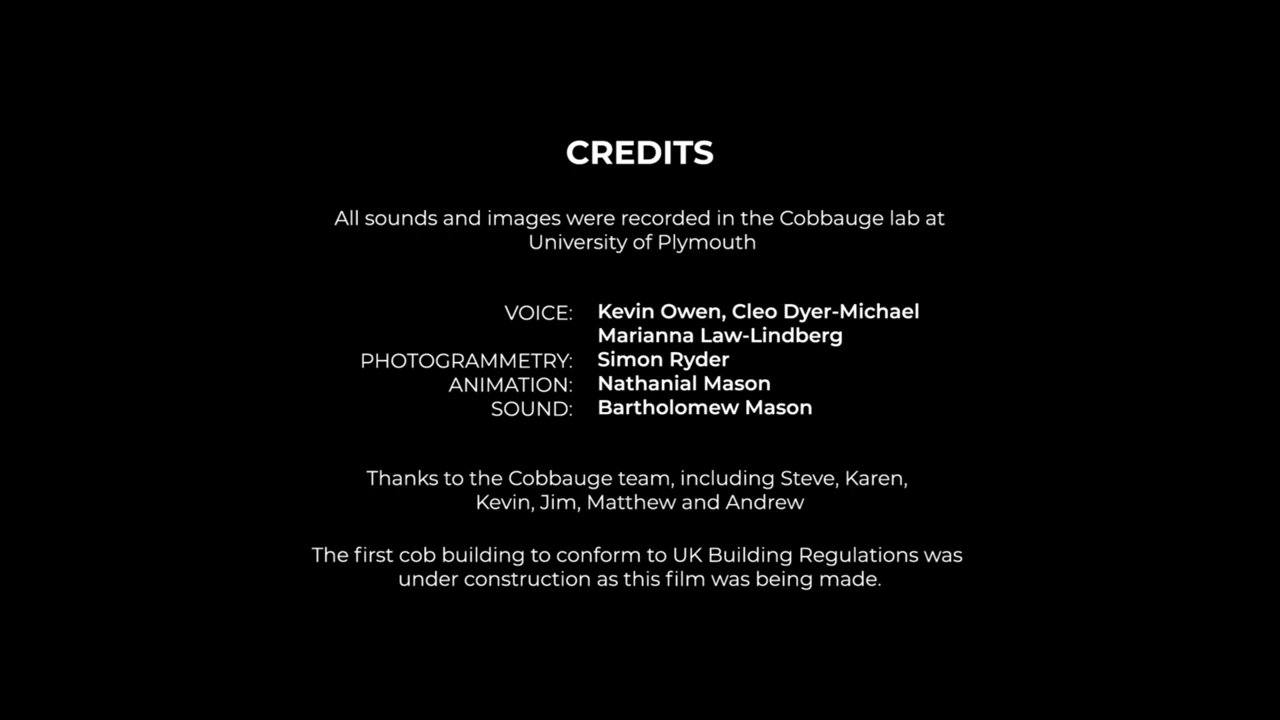 CREDITS
All sounds and images were recorded in the Cobbauge lab at
University of Plymouth
VOICE: Kevin Owen, Cleo Dyer-Michael
Marianna Law-Lindberg
PHOTOGRAMMETRY: Simon Ryder
ANIMATION: Nathanial Mason
SOUND: Bartholomew Mason
Thanks to the Cobbauge team, including Steve, Karen,
Kevin, Jim, Matthew and Andrew
The first cob building to conform to UK Building Regulations was
under construction as this film was being made.